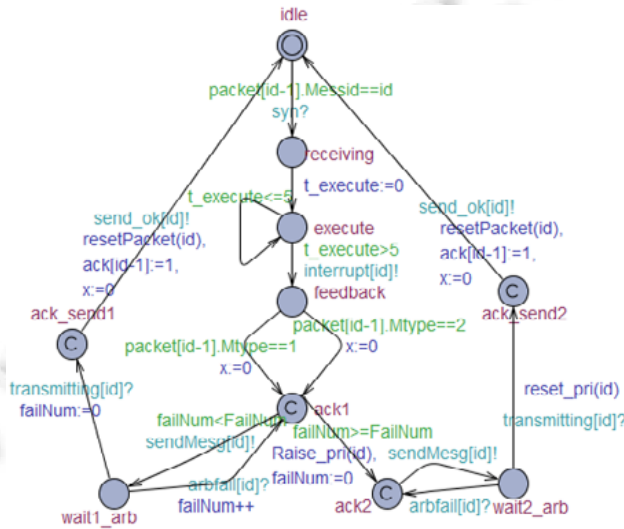 idle
packet[id-1].Messid==id
syn?
receiving
t_execute:=0
t_execute<=5
execute
t_execute>5
interrupt[id]!
feedback
send_ok[id]!
resetPacket(id),
ack[id-1]:=1,
x:=0
ack_send1
send_ok[id]!
resetPacket(id),
ack[id-1]:=1,
x:=0
ack_send2
packet[id-1].Mtype==2
packet[id-1].Mtype==1
x:=0
x:=0
C
C
C
ack1
transmitting[id]?
failNum:=0
reset_pri(id)
transmitting[id]?
failNum<FailNum
sendMesg[id]!
failNum>=FailNum
Raise_pri(id),
failNum:=0
sendMesg[id]!
arbfail[id]?
failNum++
wait1_arb
C
ack2
arbfail[id]?
wait2_arb